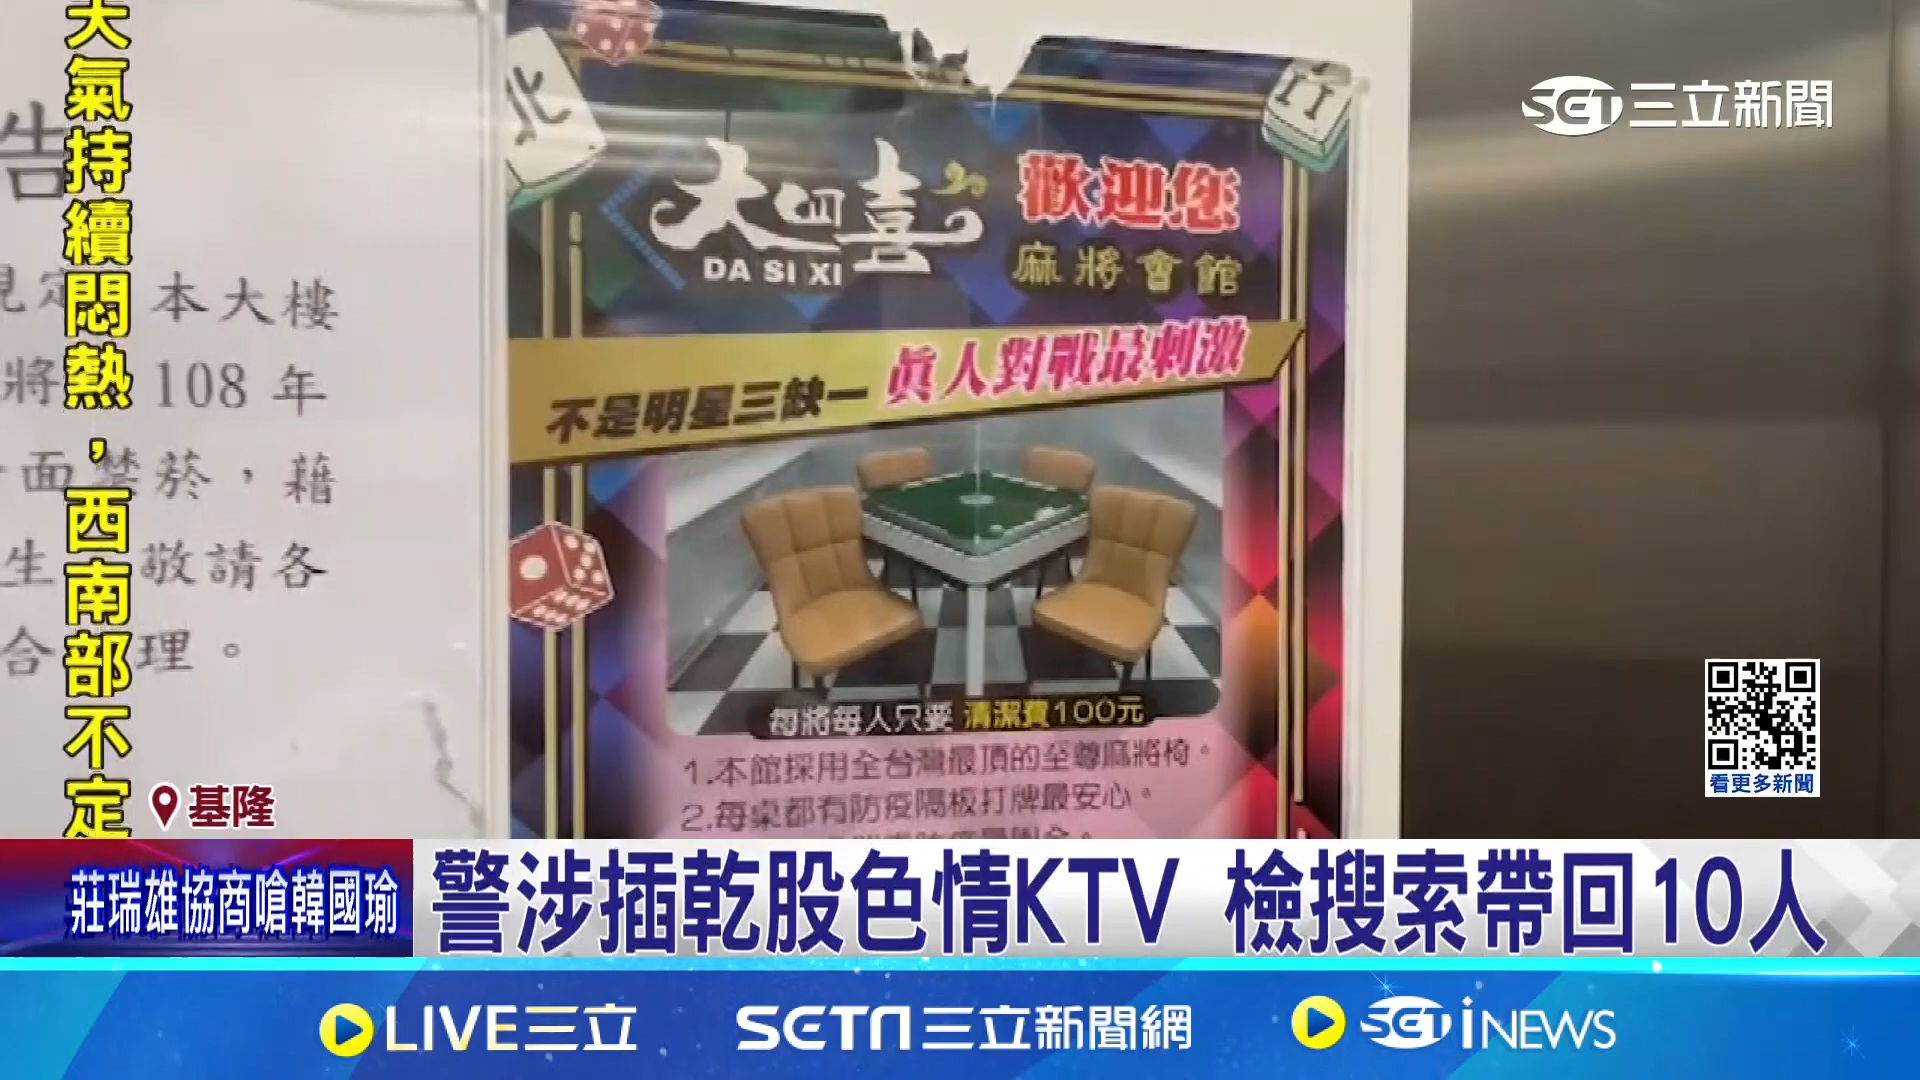 大氣持續悶熱，西南部不定
告
本大樓
將 108 年
面禁菸，藉
生 敬請各
合 理。
北
大四喜
DA SI XI
歡迎您
麻將會館
不是明星三缺一 真人對戰最刺激
每將每人只要 清潔費100元
1.本館採用全台灣最頂的至尊麻將椅。
2.每桌都有防疫隔板打牌最安心。
SET三立新聞
看更多新聞
基隆
莊瑞雄協商嗆韓國瑜
警涉插乾股色情KTV 檢搜索帶回10人
LIVE三立
SETN三立新聞網
SET iNEWS